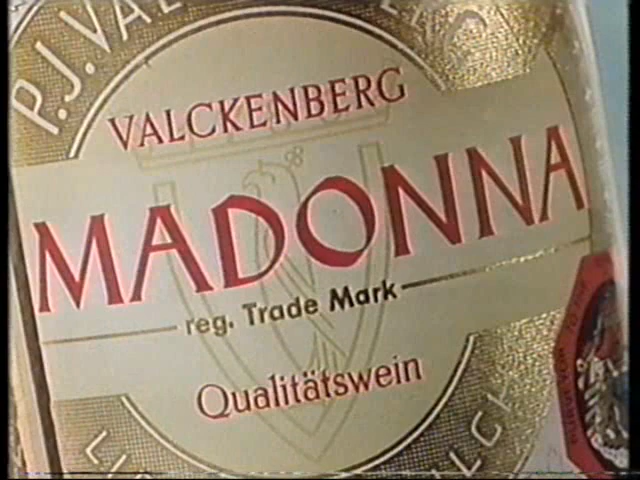 P.J. VAL
VALCKENBERG
MADONNA
reg. Trade Mark
Qualitätswein